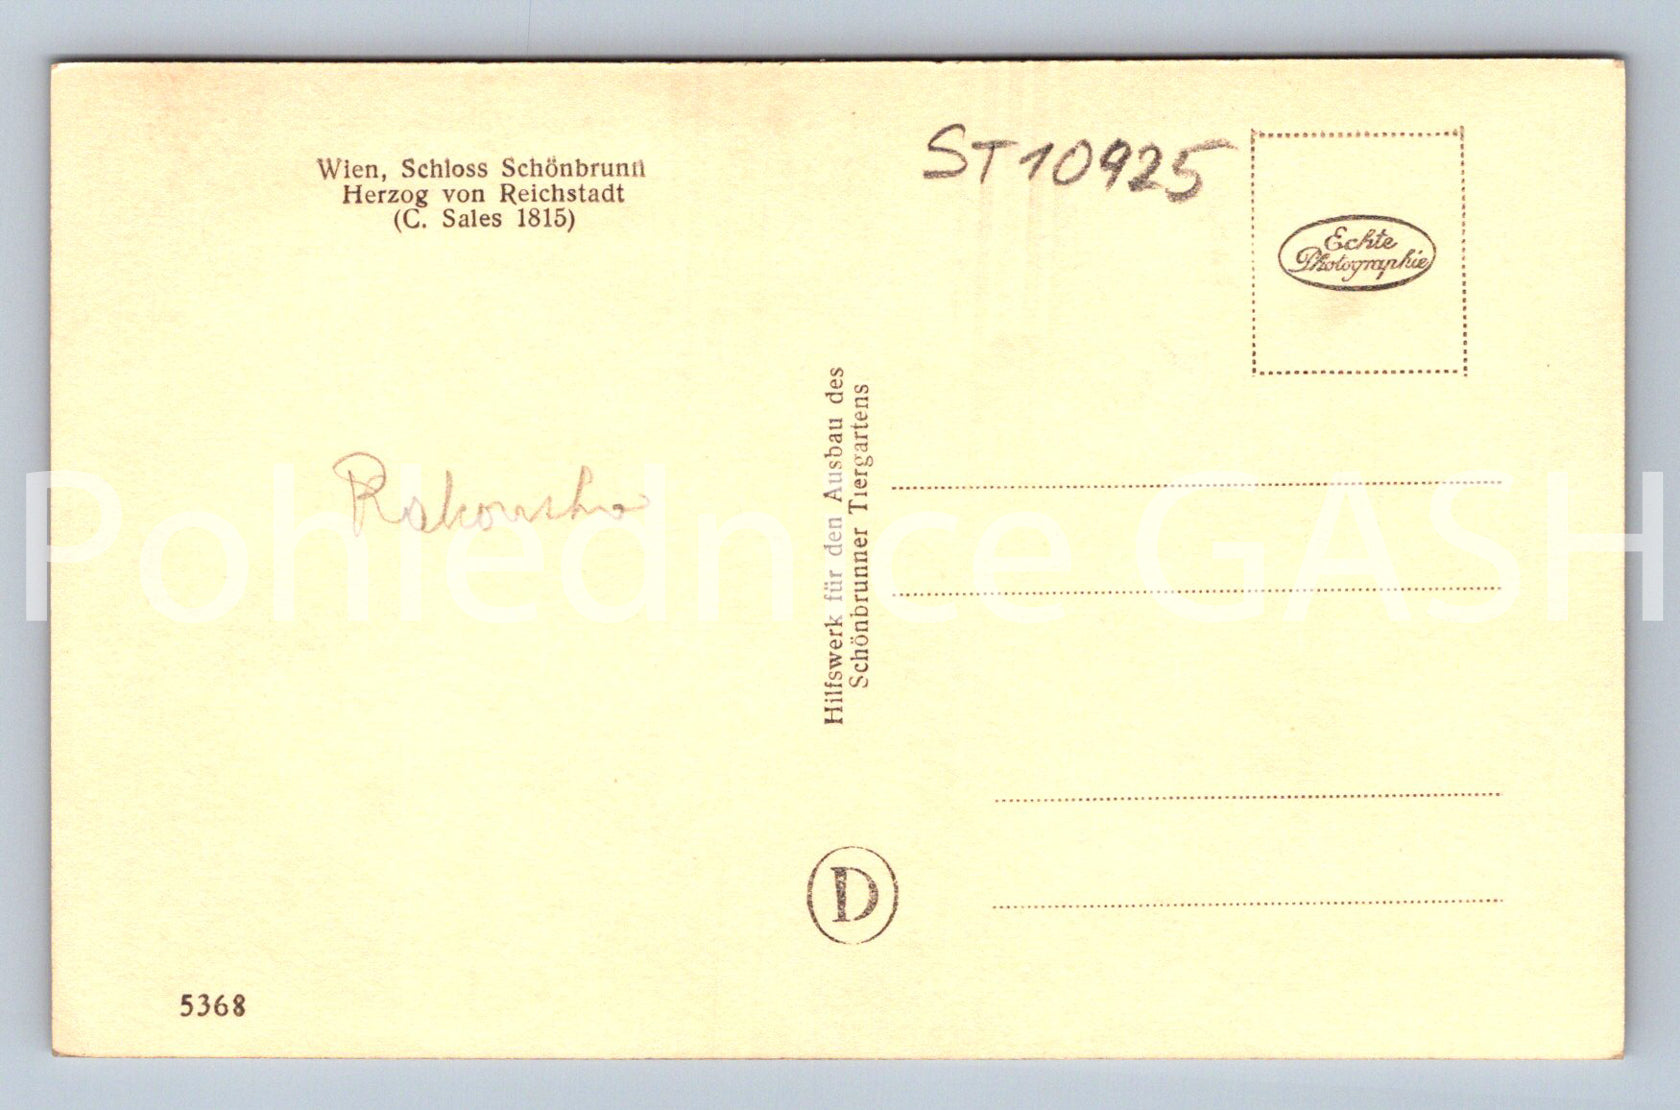 Wien, Schloss Schönbrunn
Herzog von Reichstadt
(C. Sales 1815)
ST10925
Echte
Photographie
Hilfswerk für den Ausbau des
Schönbrunner Tiergartens
Pohlednice GASH
D
5368